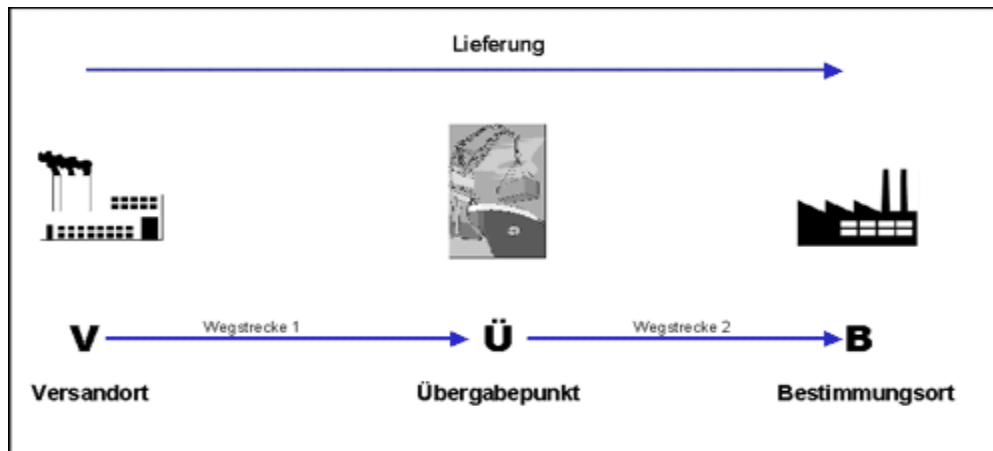 Lieferung
Wegstrecke 1
Wegstrecke 2
V
Ü
B
Versandort
Übergabepunkt
Bestimmungsort